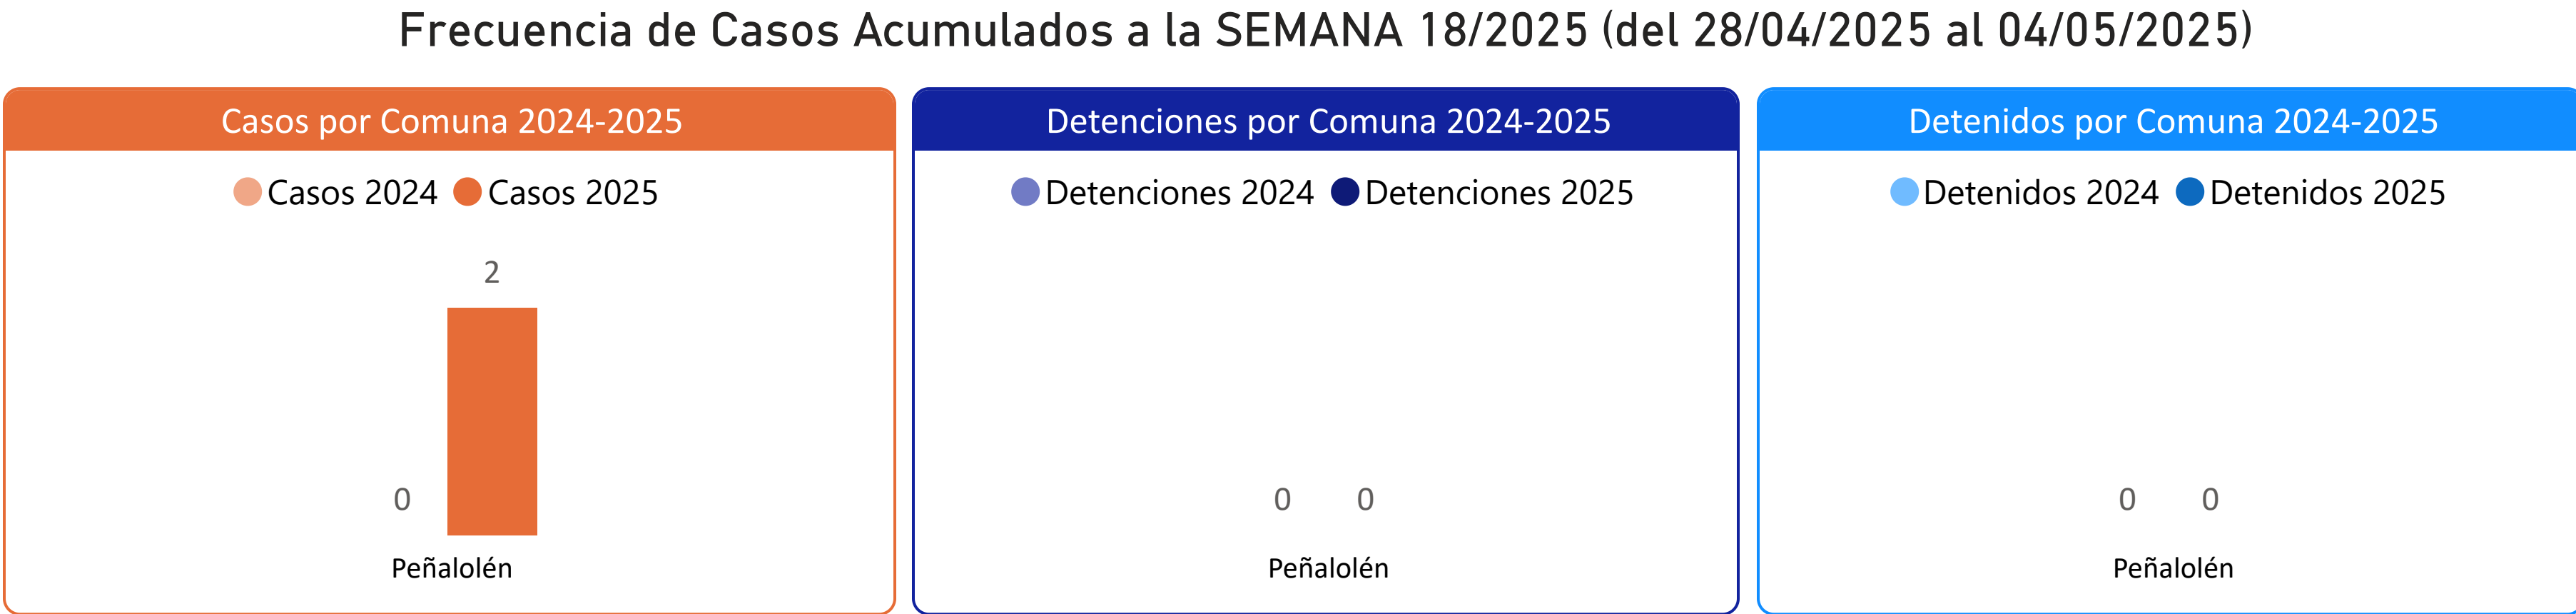 Frecuencia de Casos Acumulados a la SEMANA 18/2025 (del 28/04/2025 al 04/05/2025)
Casos por Comuna 2024-2025
Casos 2024 Casos 2025
2
0
Peñalolén
Detenciones por Comuna 2024-2025
Detenciones 2024 Detenciones 2025
0 0
Peñalolén
Detenidos por Comuna 2024-2025
Detenidos 2024 Detenidos 2025
0 0
Peñalolén